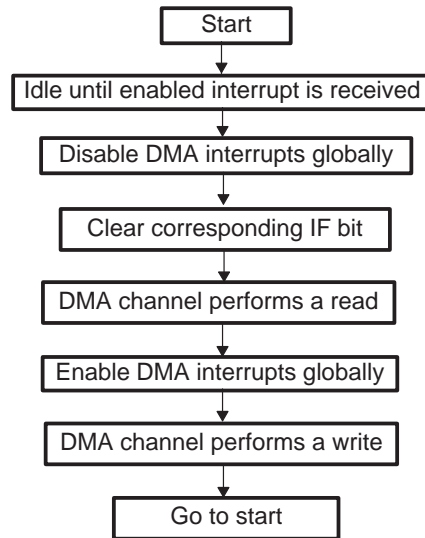 Start
Idle until enabled interrupt is received
Disable DMA interrupts globally
Clear corresponding IF bit
DMA channel performs a read
Enable DMA interrupts globally
DMA channel performs a write
Go to start